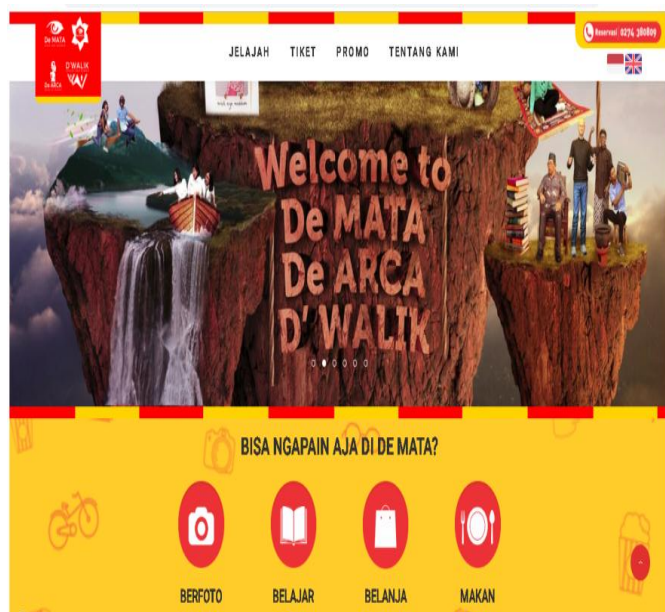 De MATA
De ARCA
D'WALIK
JELAJAH TIKET PROMO TENTANG KAMI
Reservasi 0274 380809
Welcome to
De MATA
De ARCA
D'WALIK
BISA NGAPAIN AJA DI DE MATA?
BERFOTO BELAJAR BELANJA MAKAN